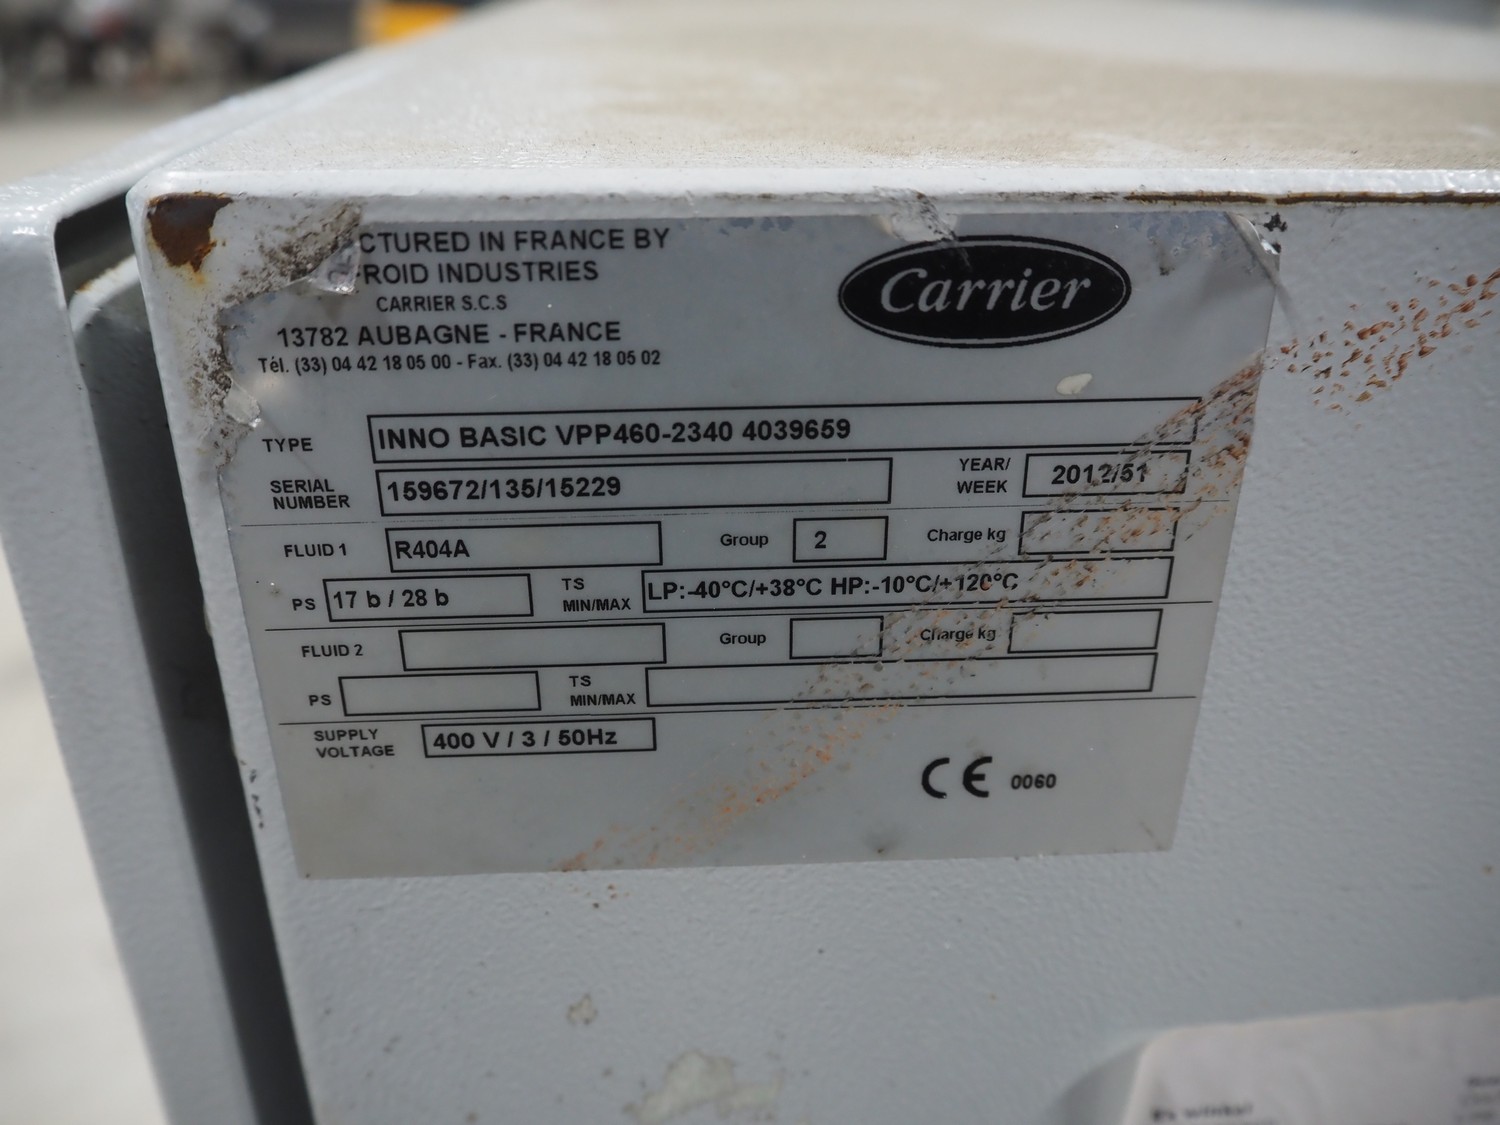 CTURED IN FRANCE BY
FROID INDUSTRIES
CARRIER S.C.S
13782 AUBAGNE - FRANCE
Tél. (33) 04 42 18 05 00 - Fax. (33) 04 42 18 05 02
Carrier
TYPE INNO BASIC VPP460-2340 4039659
SERIAL NUMBER 159672/135/15229 YEAR/ WEEK 2012/51
FLUID 1 R404A Group 2 Charge kg
PS 17 b / 28 b TS MIN/MAX LP:-40°C/+38°C HP:-10°C/+120°C
FLUID 2 Group Charge kg
PS TS MIN/MAX
SUPPLY VOLTAGE 400 V / 3 / 50Hz
CE 0060